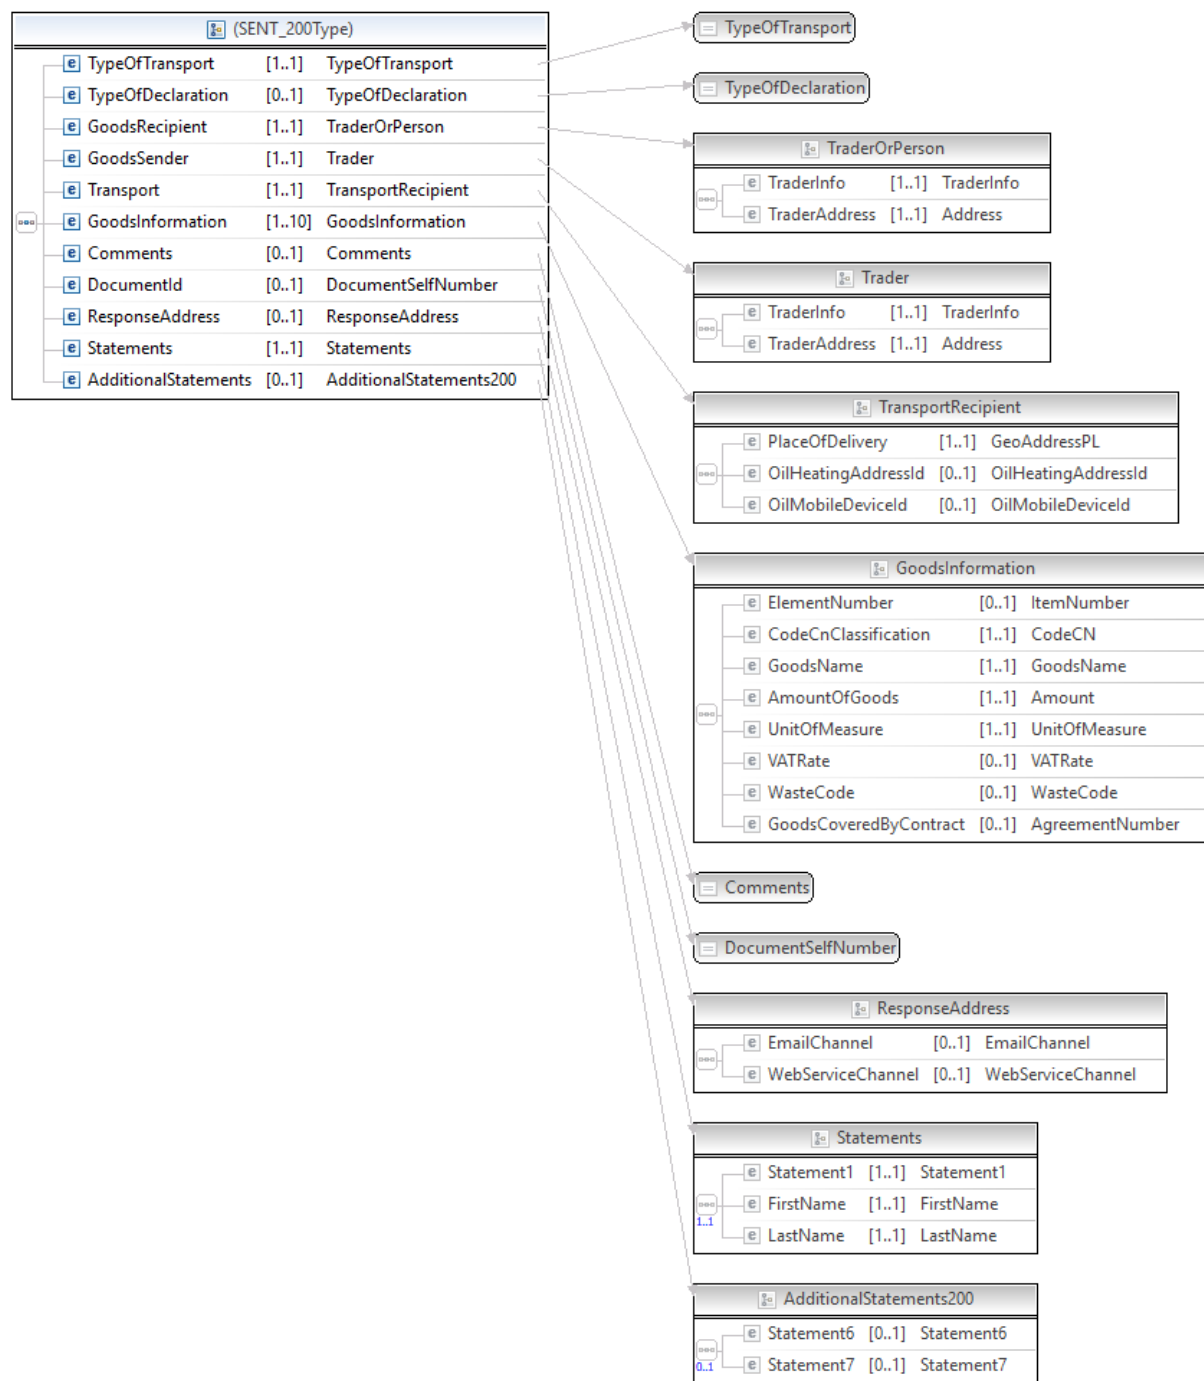 (SENT_200Type)
e TypeOfTransport [1..1] TypeOfTransport
e TypeOfDeclaration [0..1] TypeOfDeclaration
e GoodsRecipient [1..1] TraderOrPerson
e GoodsSender [1..1] Trader
e Transport [1..1] TransportRecipient
e GoodsInformation [1..10] GoodsInformation
e Comments [0..1] Comments
e DocumentId [0..1] DocumentSelfNumber
e ResponseAddress [0..1] ResponseAddress
e Statements [1..1] Statements
e AdditionalStatements [0..1] AdditionalStatements200
TypeOfTransport
TypeOfDeclaration
TraderOrPerson
e TraderInfo [1..1] TraderInfo
e TraderAddress [1..1] Address
Trader
e TraderInfo [1..1] TraderInfo
e TraderAddress [1..1] Address
TransportRecipient
e PlaceOfDelivery [1..1] GeoAddressPL
e OilHeatingAddressId [0..1] OilHeatingAddressId
e OilMobileDeviceId [0..1] OilMobileDeviceId
GoodsInformation
e ElementNumber [0..1] ItemNumber
e CodeCnClassification [1..1] CodeCN
e GoodsName [1..1] GoodsName
e AmountOfGoods [1..1] Amount
e UnitOfMeasure [1..1] UnitOfMeasure
e VATRate [0..1] VATRate
e WasteCode [0..1] WasteCode
e GoodsCoveredByContract [0..1] AgreementNumber
Comments
DocumentSelfNumber
ResponseAddress
e EmailChannel [0..1] EmailChannel
e WebServiceChannel [0..1] WebServiceChannel
Statements
e Statement1 [1..1] Statement1
e FirstName [1..1] FirstName
1..1
e LastName [1..1] LastName
AdditionalStatements200
e Statement6 [0..1] Statement6
0..1
e Statement7 [0..1] Statement7